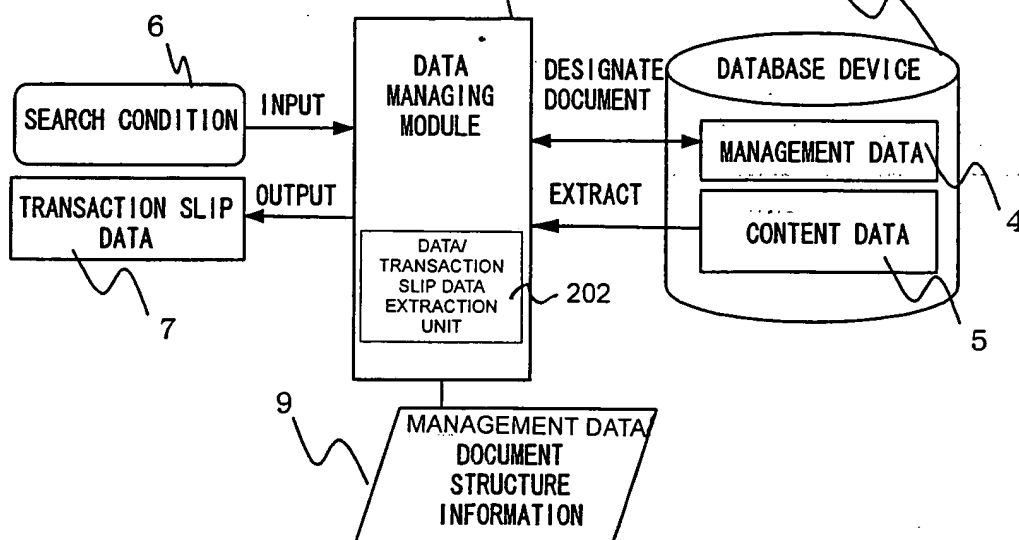 6
SEARCH CONDITION
INPUT
TRANSACTION SLIP
DATA
OUTPUT
7
DATA
MANAGING
MODULE
DATA/
TRANSACTION
SLIP DATA
EXTRACTION
UNIT
202
DESIGNATE
DOCUMENT
EXTRACT
DATABASE DEVICE
MANAGEMENT DATA
4
CONTENT DATA
5
9
MANAGEMENT DATA/
DOCUMENT
STRUCTURE
INFORMATION